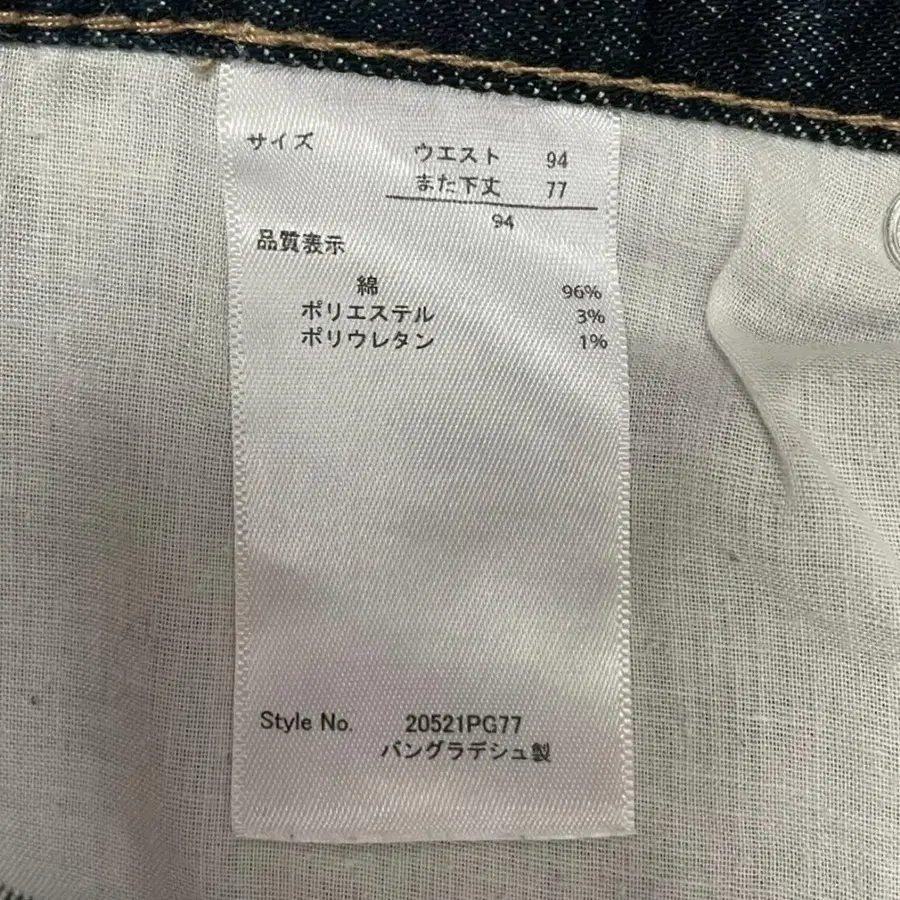 サイズ
ウエスト 94
また下丈 77
94
品質表示
綿 96%
ポリエステル 3%
ポリウレタン 1%
Style No. 20521PG77
バングラデシュ製